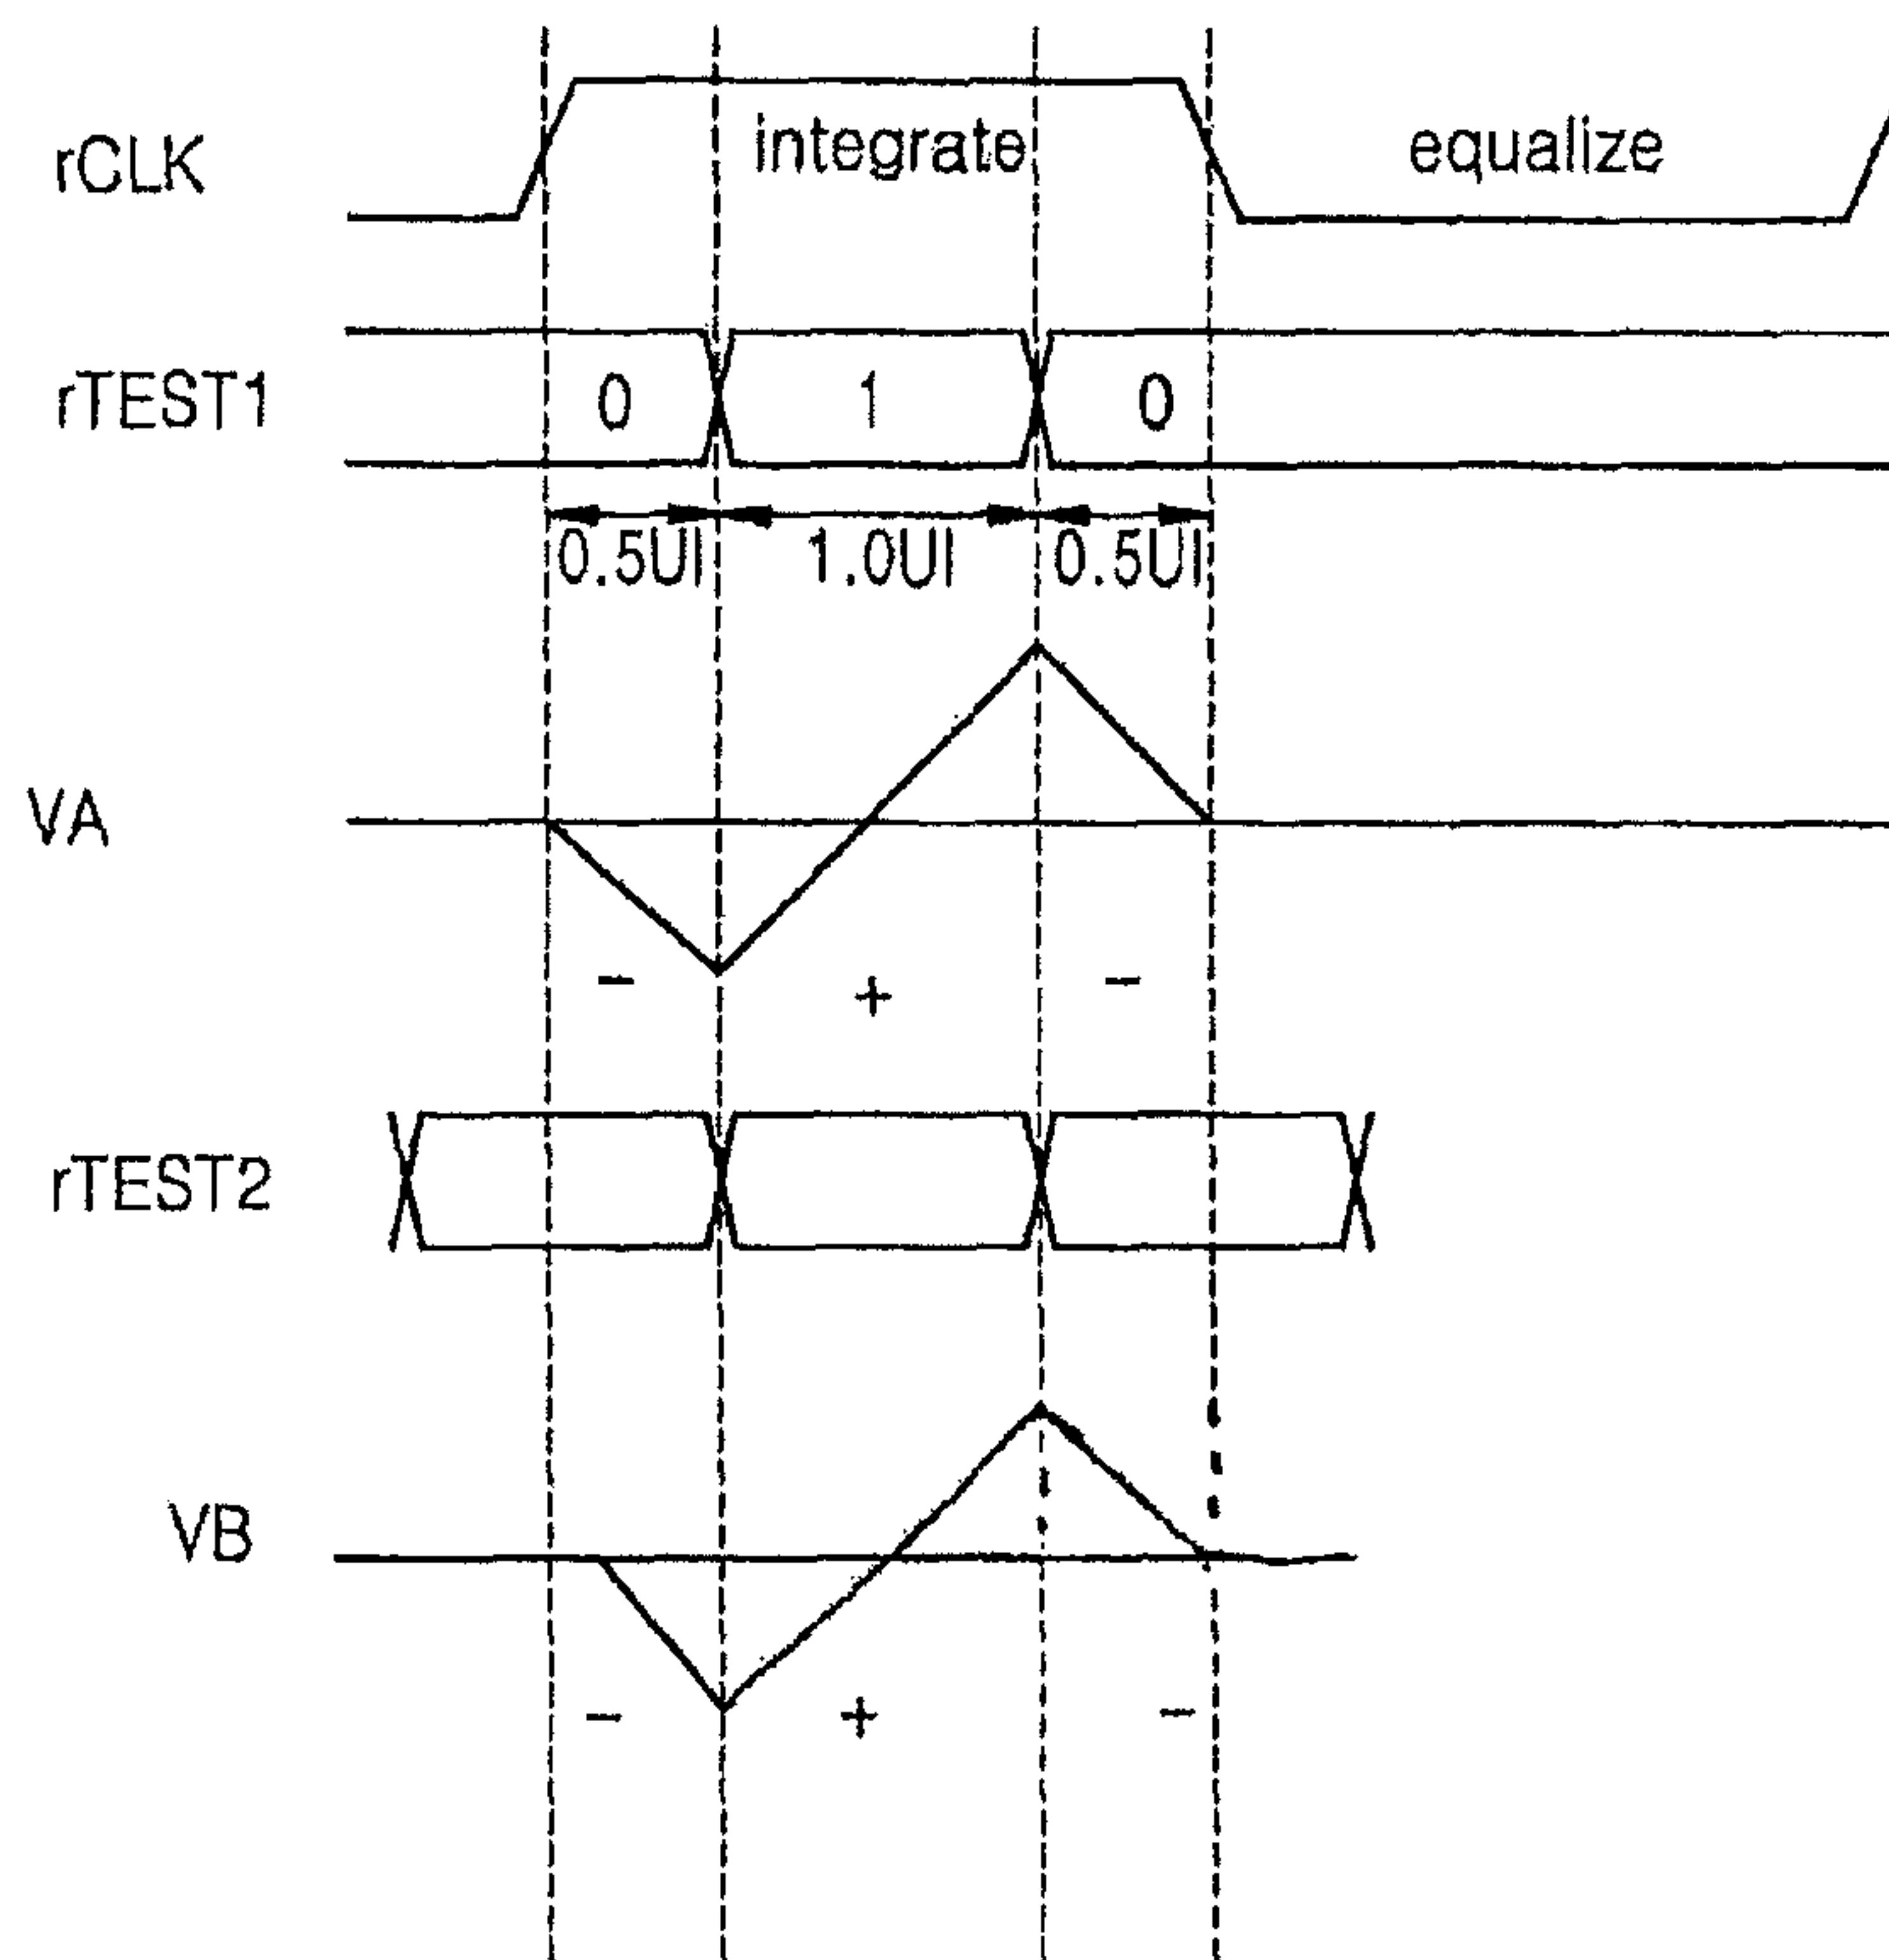 rCLK integrate equalize
rTEST1 0 1 0
0.5UI 1.0UI 0.5UI
VA
- + -
rTEST2
VB
- + -